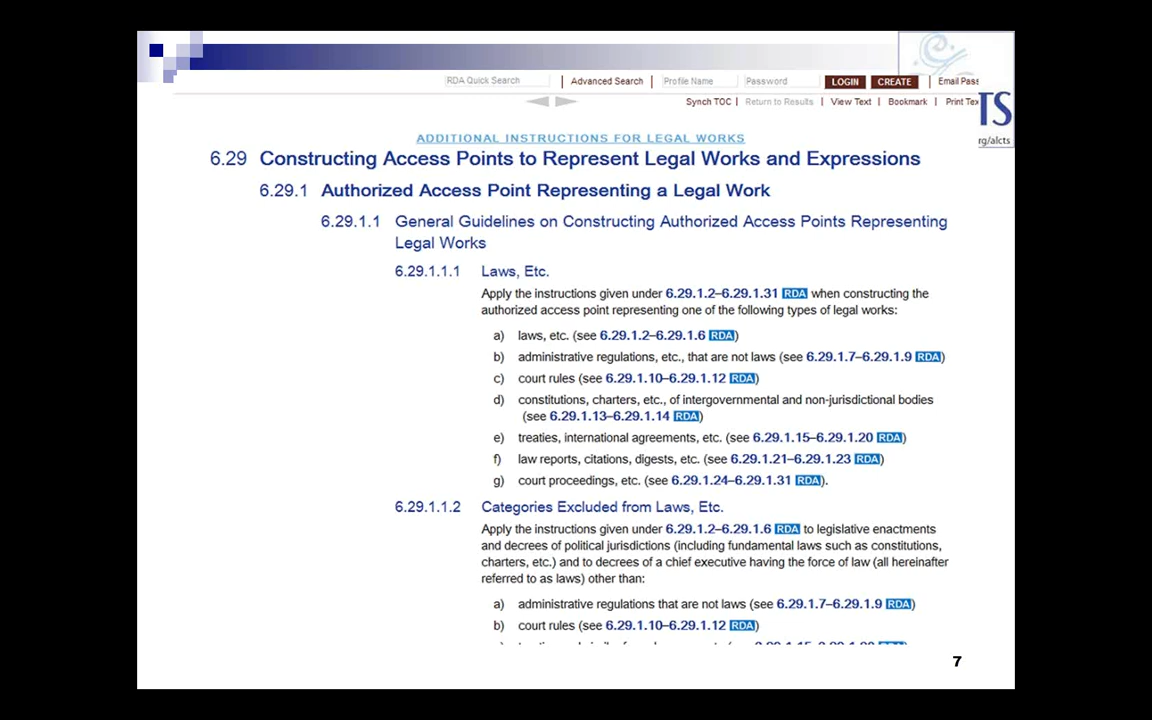 RDA Quick Search | Advanced Search | Profile Name Password LOGIN CREATE | Email Pass
Synch TOC | Return to Results | View Text | Bookmark | Print Tex
TS
rg/alcts
ADDITIONAL INSTRUCTIONS FOR LEGAL WORKS
6.29 Constructing Access Points to Represent Legal Works and Expressions
6.29.1 Authorized Access Point Representing a Legal Work
6.29.1.1 General Guidelines on Constructing Authorized Access Points Representing
Legal Works
6.29.1.1.1 Laws, Etc.
Apply the instructions given under 6.29.1.2–6.29.1.31 RDA when constructing the
authorized access point representing one of the following types of legal works:
a) laws, etc. (see 6.29.1.2–6.29.1.6 RDA)
b) administrative regulations, etc., that are not laws (see 6.29.1.7–6.29.1.9 RDA)
c) court rules (see 6.29.1.10–6.29.1.12 RDA)
d) constitutions, charters, etc., of intergovernmental and non-jurisdictional bodies
(see 6.29.1.13–6.29.1.14 RDA)
e) treaties, international agreements, etc. (see 6.29.1.15–6.29.1.20 RDA)
f) law reports, citations, digests, etc. (see 6.29.1.21–6.29.1.23 RDA)
g) court proceedings, etc. (see 6.29.1.24–6.29.1.31 RDA).
6.29.1.1.2 Categories Excluded from Laws, Etc.
Apply the instructions given under 6.29.1.2–6.29.1.6 RDA to legislative enactments
and decrees of political jurisdictions (including fundamental laws such as constitutions,
charters, etc.) and to decrees of a chief executive having the force of law (all hereinafter
referred to as laws) other than:
a) administrative regulations that are not laws (see 6.29.1.7–6.29.1.9 RDA)
b) court rules (see 6.29.1.10–6.29.1.12 RDA)
7